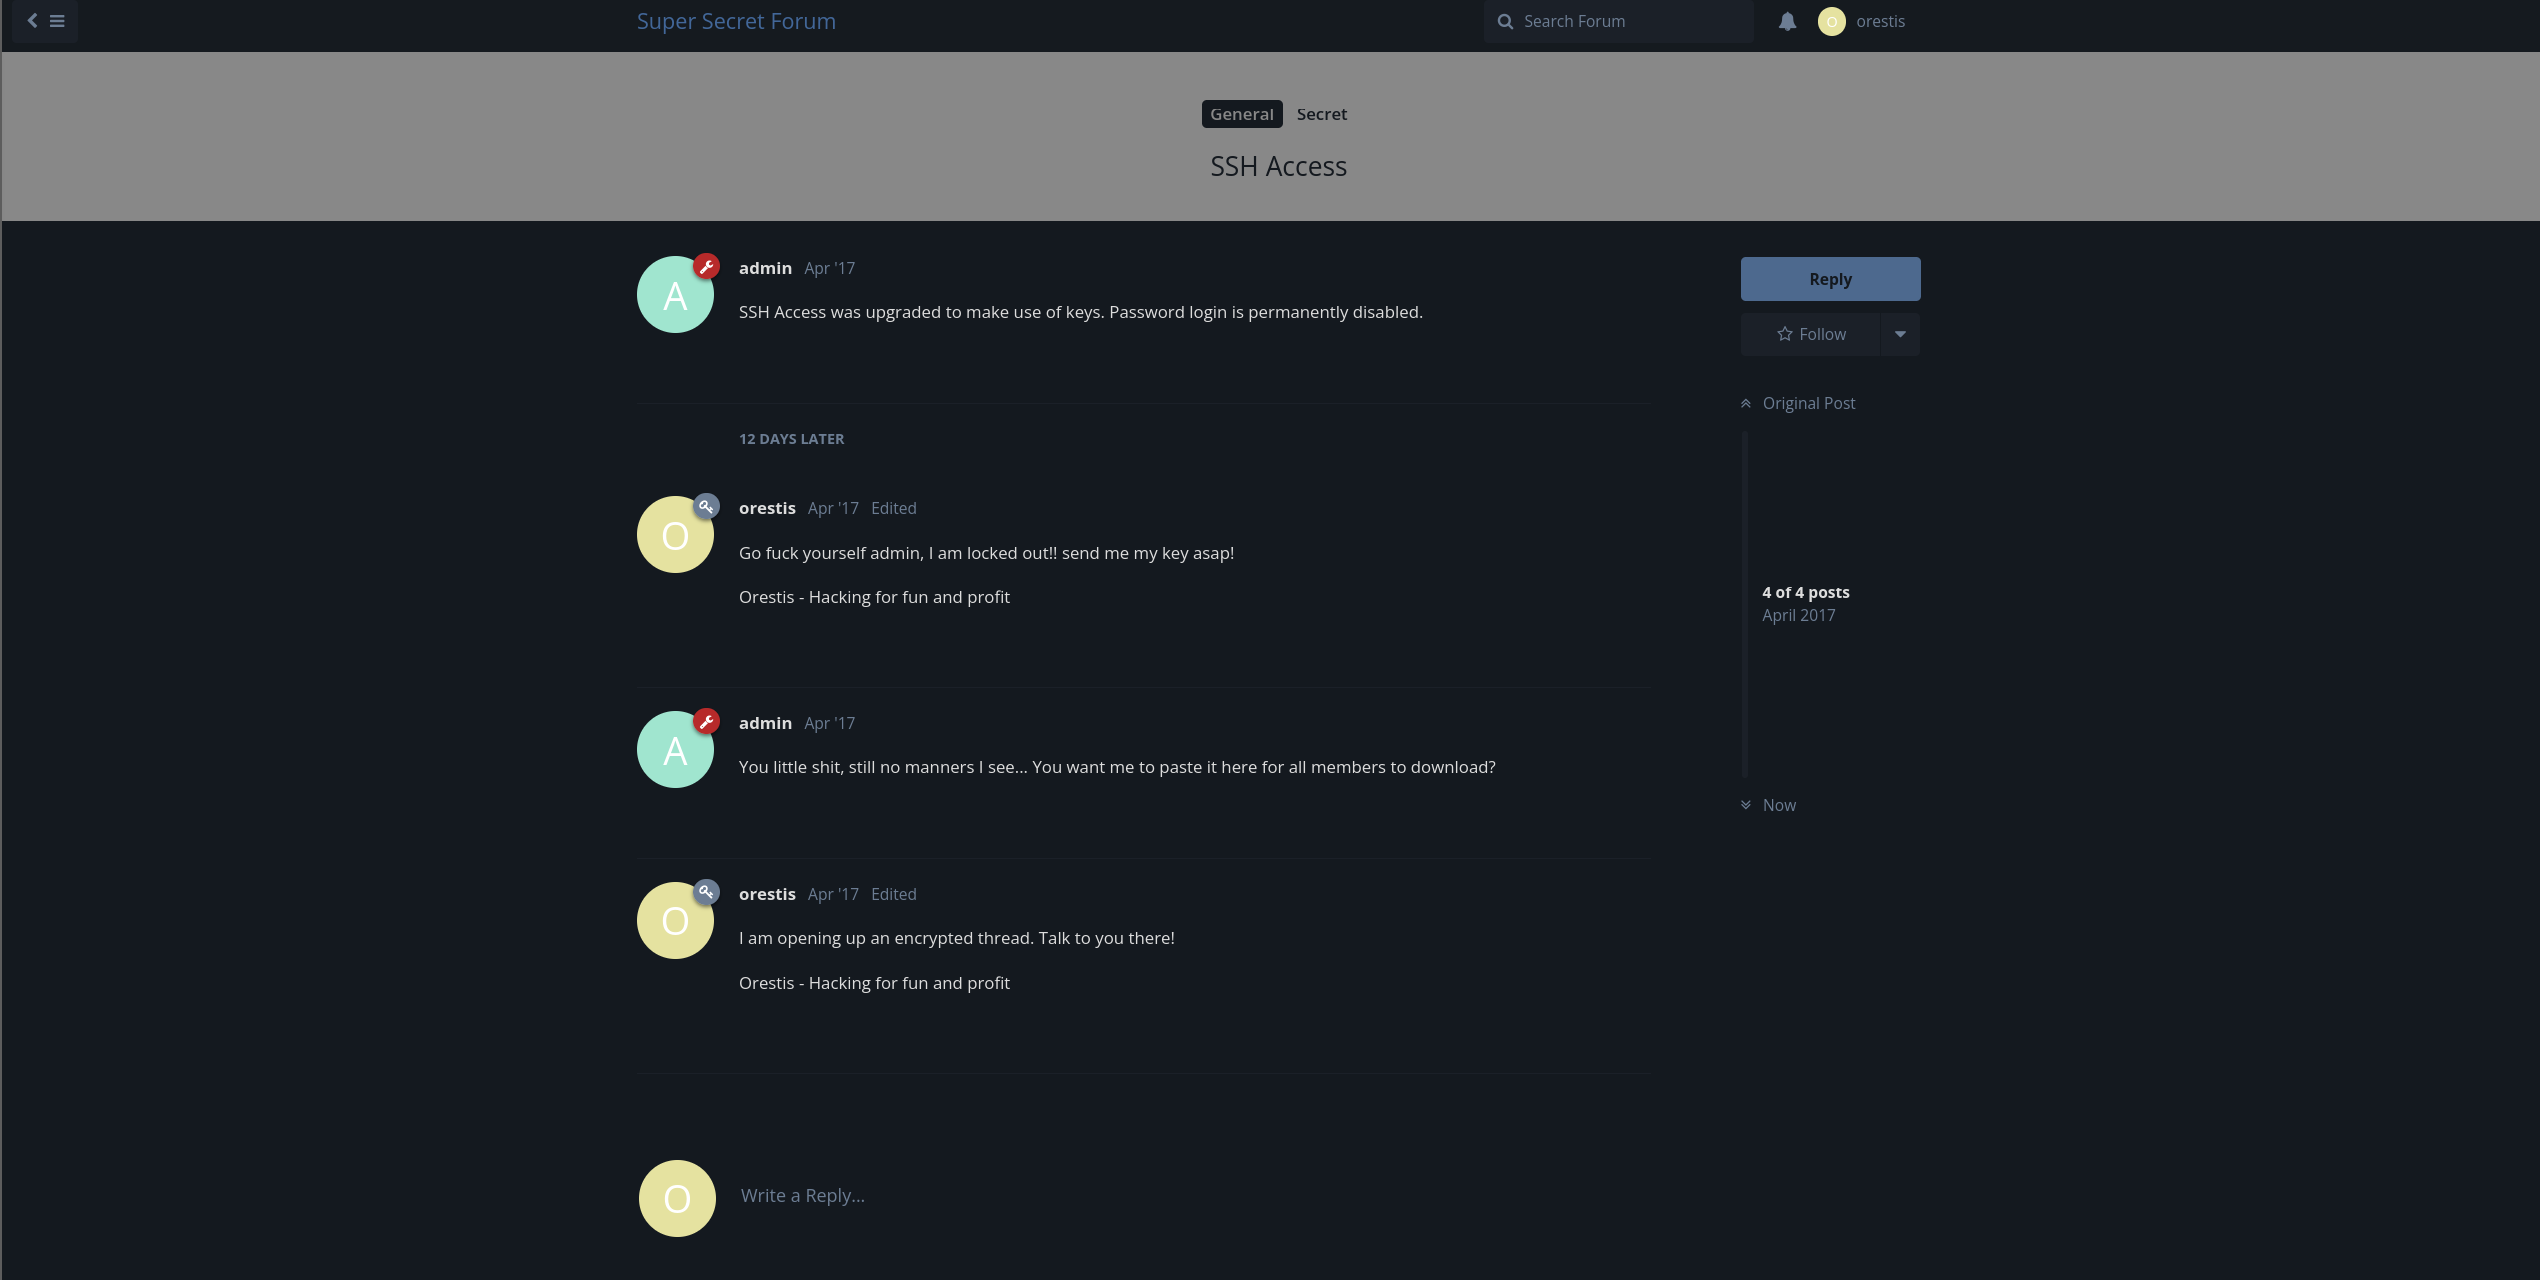 Super Secret Forum
Search Forum
O
orestis
General
Secret
SSH Access
A
admin Apr '17
SSH Access was upgraded to make use of keys. Password login is permanently disabled.
Reply
Follow
Original Post
12 DAYS LATER
O
orestis Apr '17 Edited
Go fuck yourself admin, I am locked out!! send me my key asap!
Orestis - Hacking for fun and profit
4 of 4 posts
April 2017
A
admin Apr '17
You little shit, still no manners I see... You want me to paste it here for all members to download?
Now
O
orestis Apr '17 Edited
I am opening up an encrypted thread. Talk to you there!
Orestis - Hacking for fun and profit
O
Write a Reply...